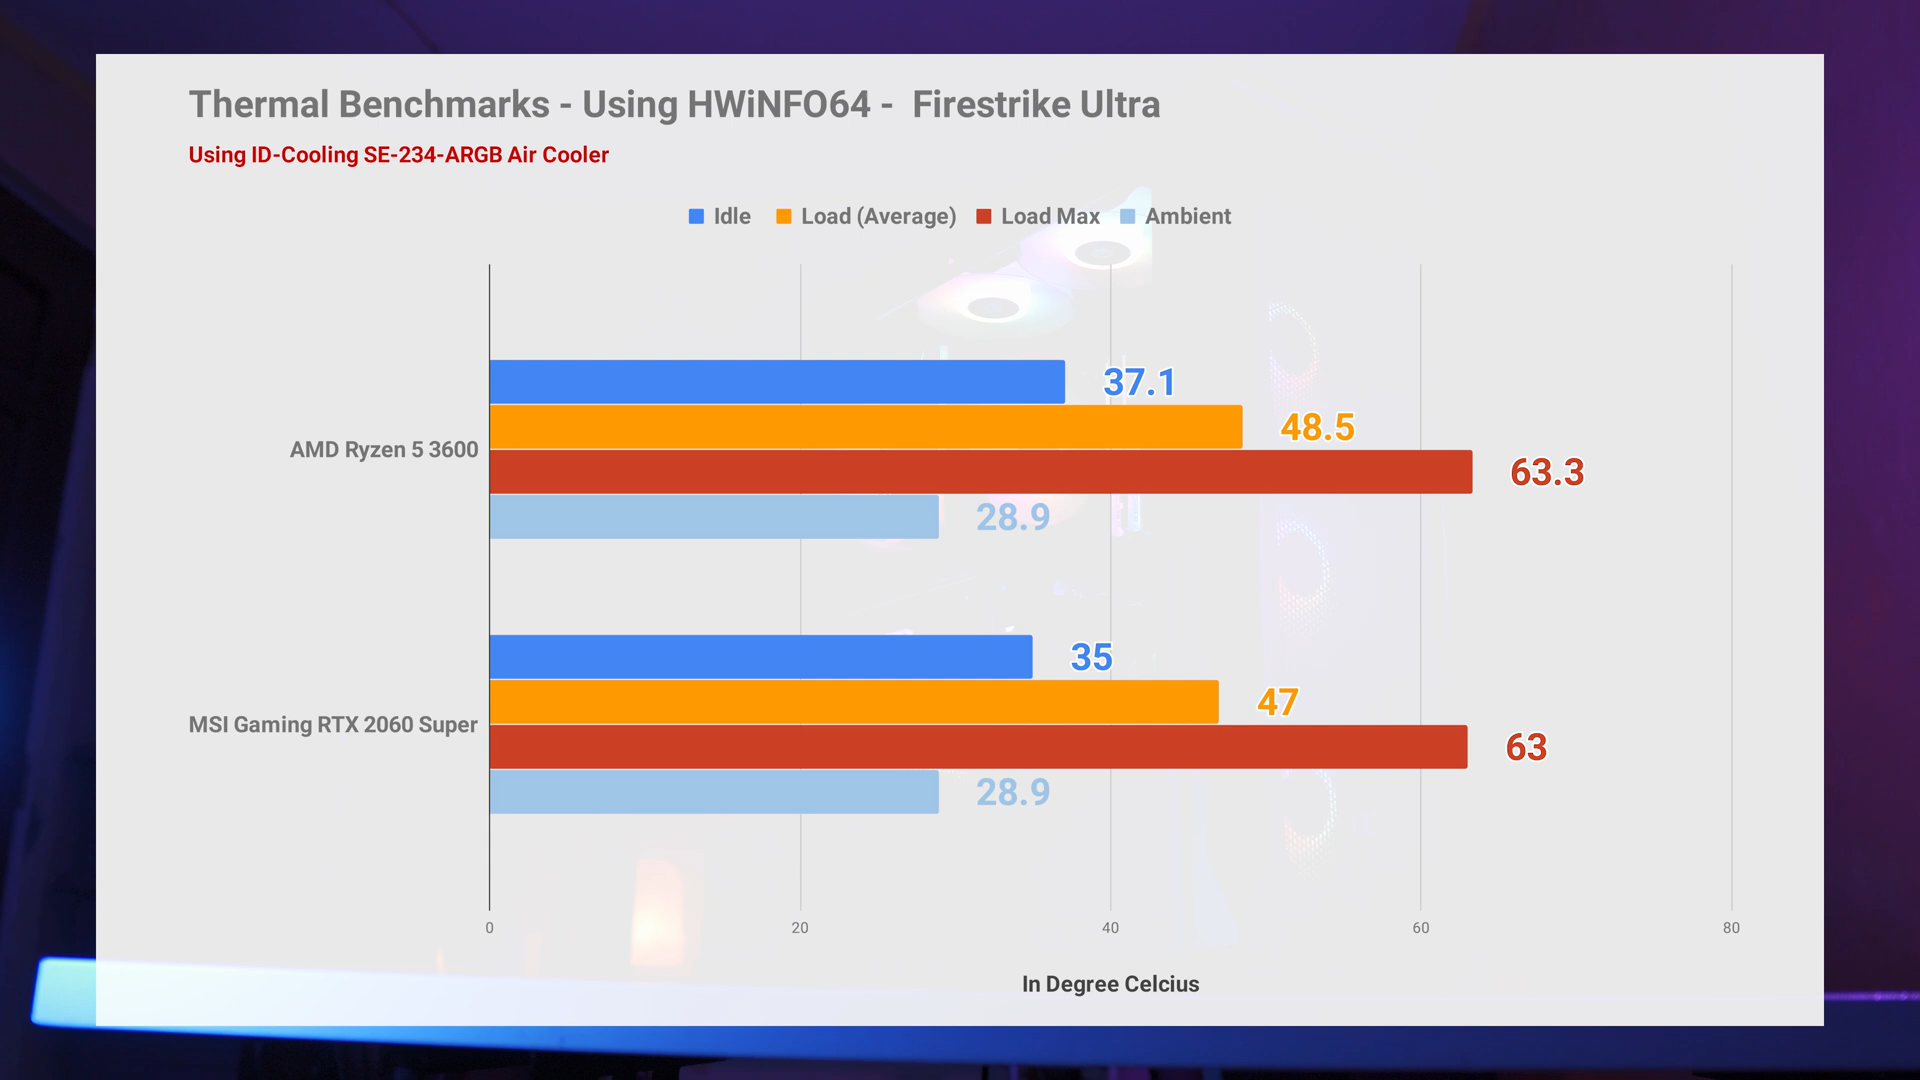 Thermal Benchmarks - Using HWiNFO64 - Firestrike Ultra
Using ID-Cooling SE-234-ARGB Air Cooler
Idle Load (Average) Load Max Ambient
AMD Ryzen 5 3600
37.1
48.5
63.3
28.9
MSI Gaming RTX 2060 Super
35
47
63
28.9
0 20 40 60 80
In Degree Celcius